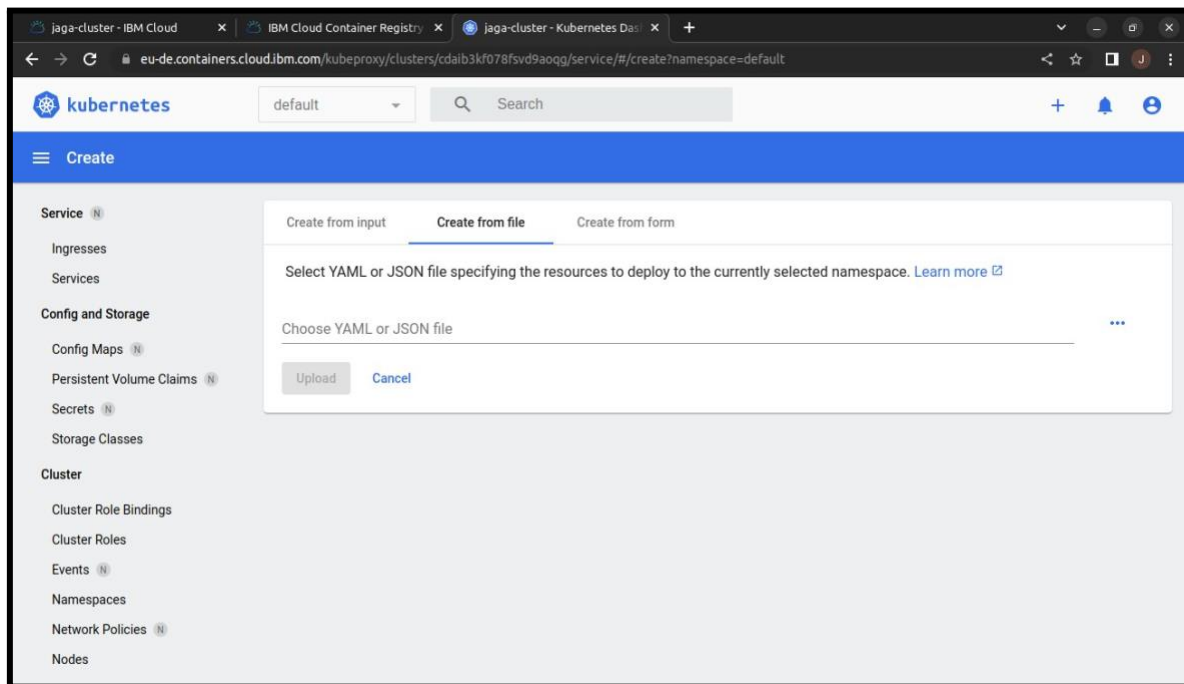 jaga-cluster - IBM Cloud
IBM Cloud Container Registry
jaga-cluster - Kubernetes Das
eu-de.containers.cloud.ibm.com/kubeproxy/clusters/cdaib3kf078fsvd9aoqg/service/#/create?namespace=default
J
kubernetes
default
Search
Create
Service N
Ingresses
Services
Config and Storage
Config Maps N
Persistent Volume Claims N
Secrets N
Storage Classes
Cluster
Cluster Role Bindings
Cluster Roles
Events N
Namespaces
Network Policies N
Nodes
Create from input Create from file Create from form
Select YAML or JSON file specifying the resources to deploy to the currently selected namespace. Learn more
Choose YAML or JSON file
Upload Cancel